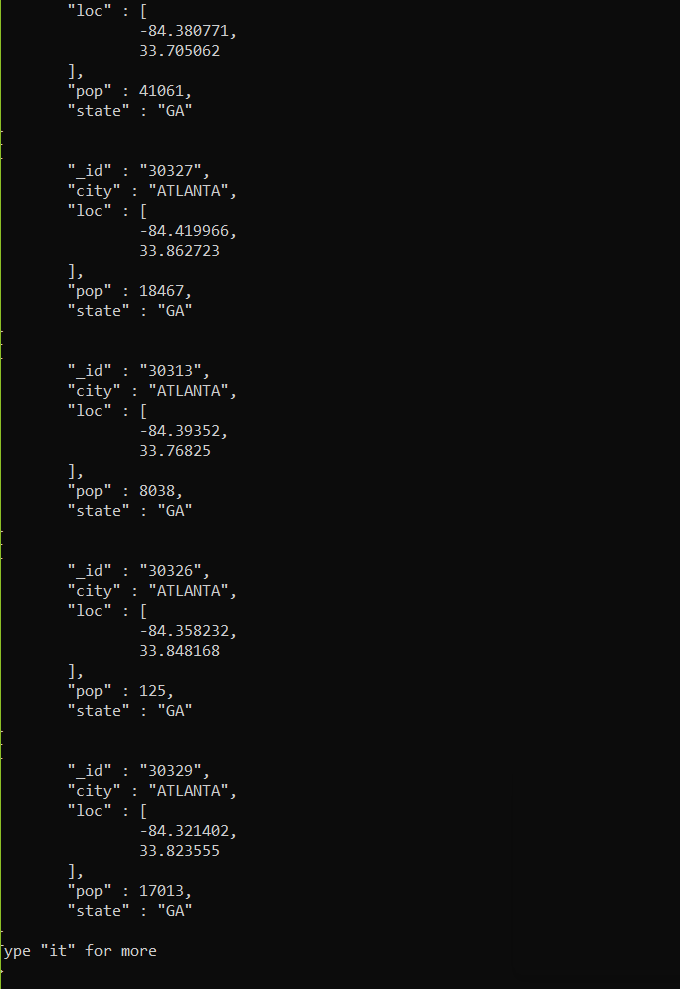 "loc" : [
-84.380771,
33.705062
],
"pop" : 41061,
"state" : "GA"
"_id" : "30327",
"city" : "ATLANTA",
"loc" : [
-84.419966,
33.862723
],
"pop" : 18467,
"state" : "GA"
"_id" : "30313",
"city" : "ATLANTA",
"loc" : [
-84.39352,
33.76825
],
"pop" : 8038,
"state" : "GA"
"_id" : "30326",
"city" : "ATLANTA",
"loc" : [
-84.358232,
33.848168
],
"pop" : 125,
"state" : "GA"
"_id" : "30329",
"city" : "ATLANTA",
"loc" : [
-84.321402,
33.823555
],
"pop" : 17013,
"state" : "GA"
ype "it" for more